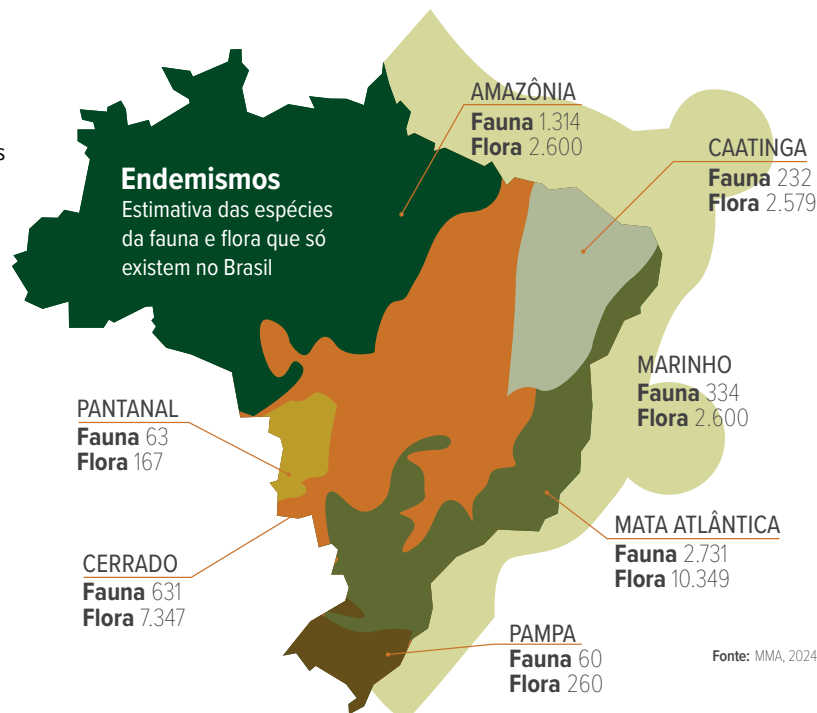 s
Endemismos
Estimativa das espécies
da fauna e flora que só
existem no Brasil
AMAZÔNIA
Fauna 1.314
Flora 2.600
CAATINGA
Fauna 232
Flora 2.579
MARINHO
Fauna 334
Flora 2.600
PANTANAL
Fauna 63
Flora 167
MATA ATLÂNTICA
Fauna 2.731
Flora 10.349
CERRADO
Fauna 631
Flora 7.347
PAMPA
Fauna 60
Flora 260
Fonte: MMA, 2024